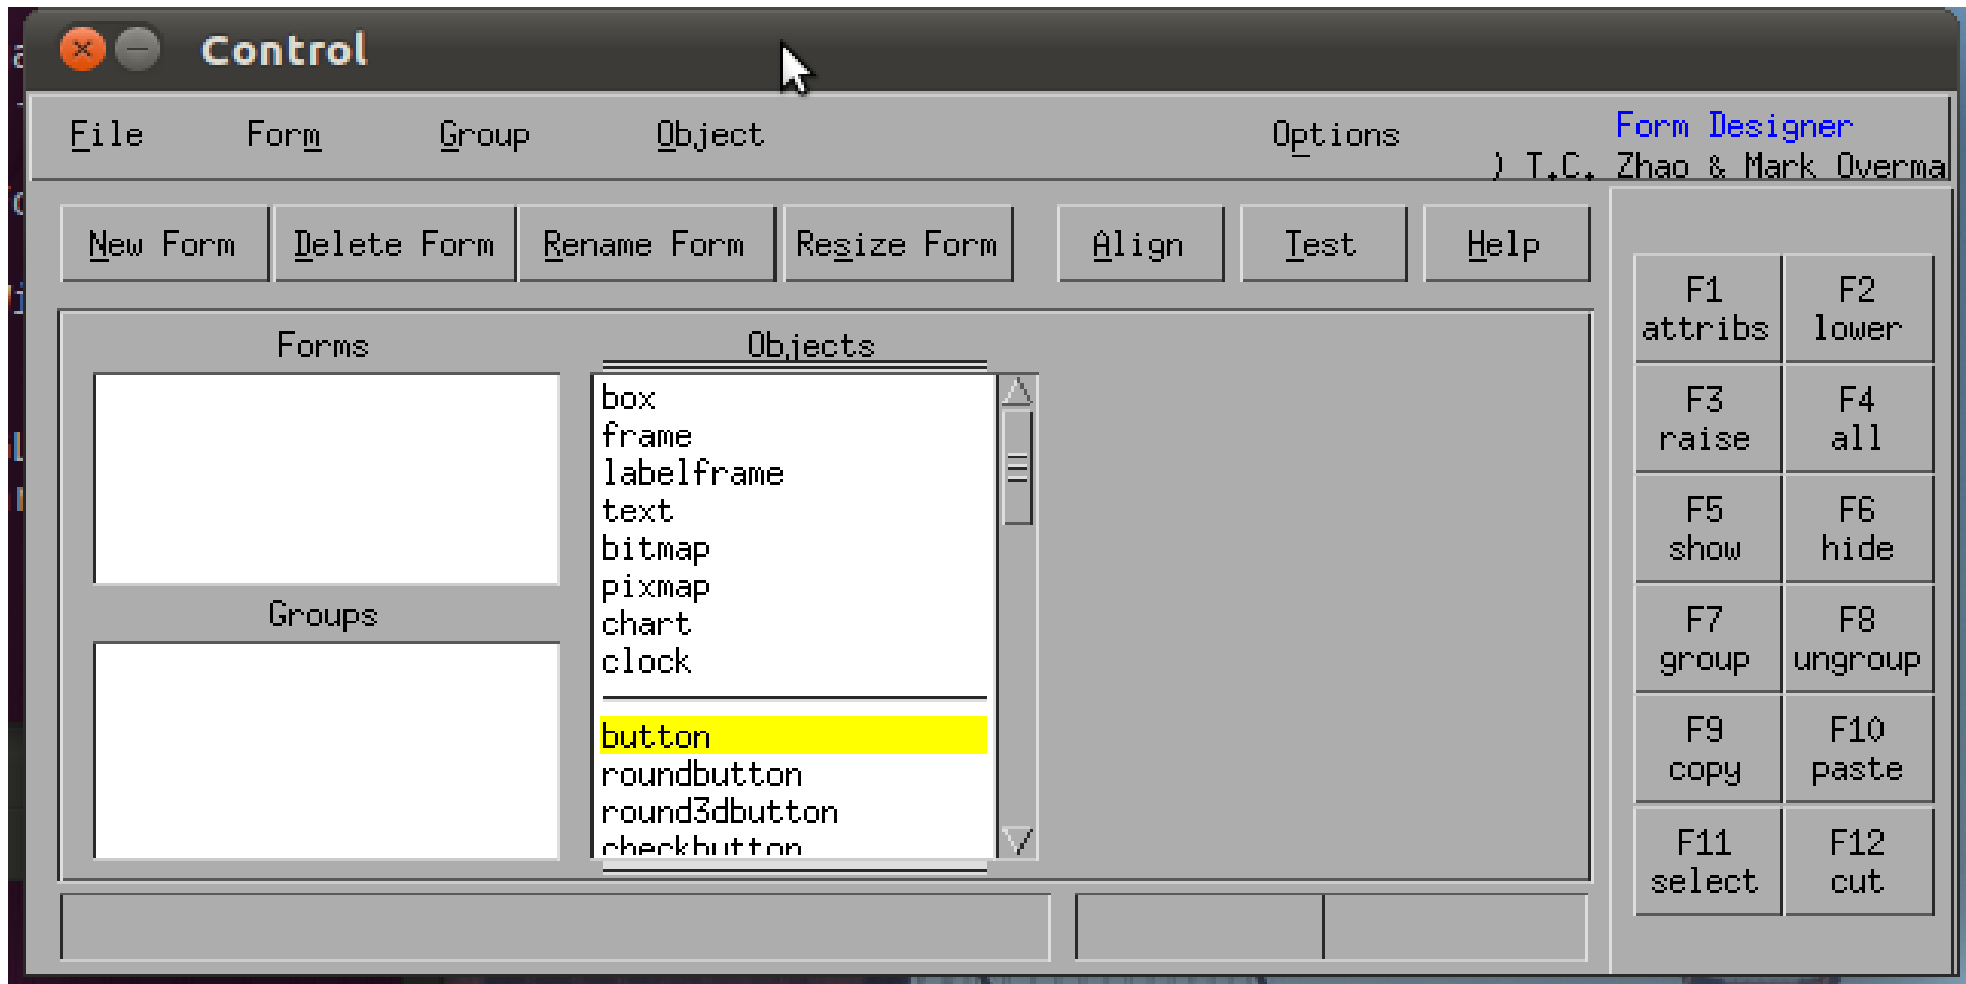 Control
File Form Group Object Options
Form Designer
) T.C. Zhao & Mark Overma
New Form Delete Form Rename Form Resize Form Align Test Help
Forms
Objects
box
frame
labelframe
text
bitmap
pixmap
chart
clock
button
roundbutton
round3dbutton
checkbutton
Groups
F1
attribs
F2
lower
F3
raise
F4
all
F5
show
F6
hide
F7
group
F8
ungroup
F9
copy
F10
paste
F11
select
F12
cut